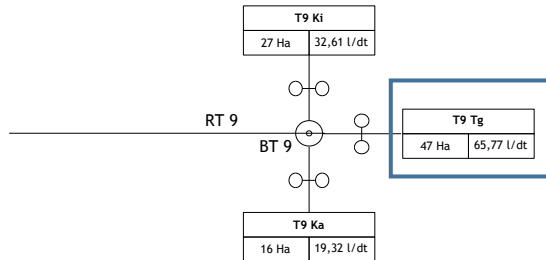 T9 Ki
27 Ha 32,61 l/dt
RT 9
BT 9
T9 Tg
47 Ha 65,77 l/dt
T9 Ka
16 Ha 19,32 l/dt